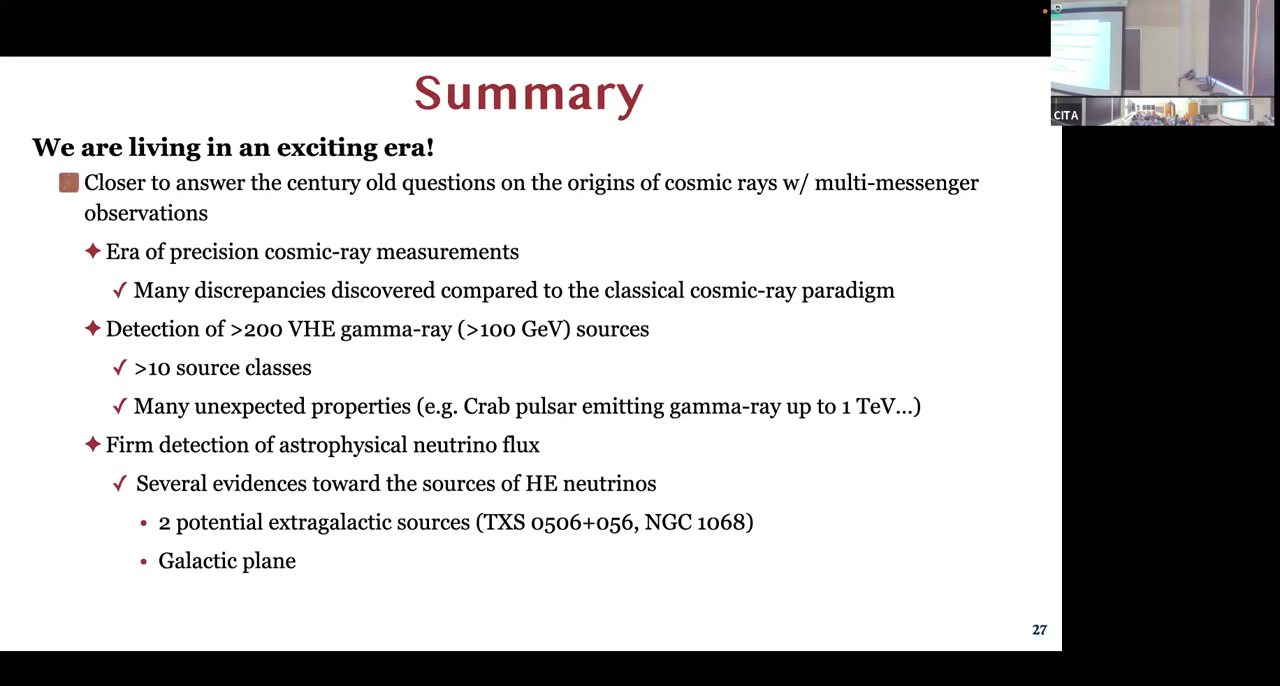 Summary
We are living in an exciting era!
Closer to answer the century old questions on the origins of cosmic rays w/ multi-messenger
observations
Era of precision cosmic-ray measurements
✓ Many discrepancies discovered compared to the classical cosmic-ray paradigm
Detection of >200 VHE gamma-ray (>100 GeV) sources
✓ >10 source classes
✓ Many unexpected properties (e.g. Crab pulsar emitting gamma-ray up to 1 TeV...)
Firm detection of astrophysical neutrino flux
✓ Several evidences toward the sources of HE neutrinos
• 2 potential extragalactic sources (TXS 0506+056, NGC 1068)
• Galactic plane
27
CITA